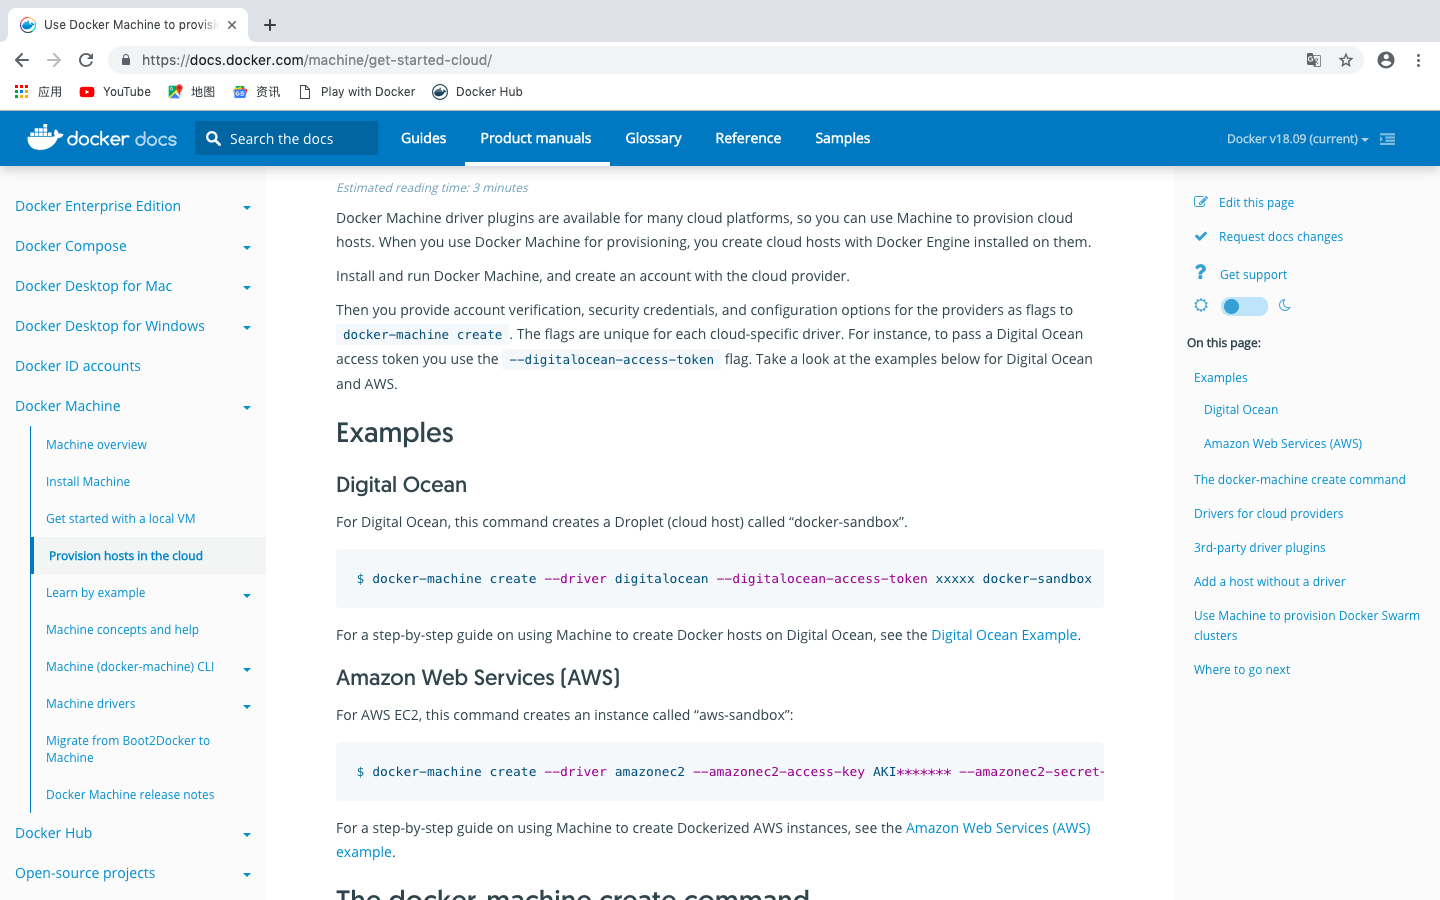 Use Docker Machine to provisi
https://docs.docker.com/machine/get-started-cloud/
应用
YouTube
地图
资讯
Play with Docker
Docker Hub
docker docs
Search the docs
Guides
Product manuals
Glossary
Reference
Samples
Docker v18.09 (current)
Docker Enterprise Edition
Docker Compose
Docker Desktop for Mac
Docker Desktop for Windows
Docker ID accounts
Docker Machine
Machine overview
Install Machine
Get started with a local VM
Provision hosts in the cloud
Learn by example
Machine concepts and help
Machine (docker-machine) CLI
Machine drivers
Migrate from Boot2Docker to
Machine
Docker Machine release notes
Docker Hub
Open-source projects
Estimated reading time: 3 minutes
Docker Machine driver plugins are available for many cloud platforms, so you can use Machine to provision cloud
hosts. When you use Docker Machine for provisioning, you create cloud hosts with Docker Engine installed on them.
Install and run Docker Machine, and create an account with the cloud provider.
Then you provide account verification, security credentials, and configuration options for the providers as flags to
docker-machine create . The flags are unique for each cloud-specific driver. For instance, to pass a Digital Ocean
access token you use the --digitalocean-access-token flag. Take a look at the examples below for Digital Ocean
and AWS.
Examples
Digital Ocean
For Digital Ocean, this command creates a Droplet (cloud host) called “docker-sandbox”.
$ docker-machine create --driver digitalocean --digitalocean-access-token xxxxx docker-sandbox
For a step-by-step guide on using Machine to create Docker hosts on Digital Ocean, see the Digital Ocean Example.
Amazon Web Services (AWS)
For AWS EC2, this command creates an instance called “aws-sandbox”:
$ docker-machine create --driver amazonec2 --amazonec2-access-key AKI******* --amazonec2-secret-
For a step-by-step guide on using Machine to create Dockerized AWS instances, see the Amazon Web Services (AWS)
example.
The docker-machine create command
Edit this page
Request docs changes
Get support
On this page:
Examples
Digital Ocean
Amazon Web Services (AWS)
The docker-machine create command
Drivers for cloud providers
3rd-party driver plugins
Add a host without a driver
Use Machine to provision Docker Swarm
clusters
Where to go next